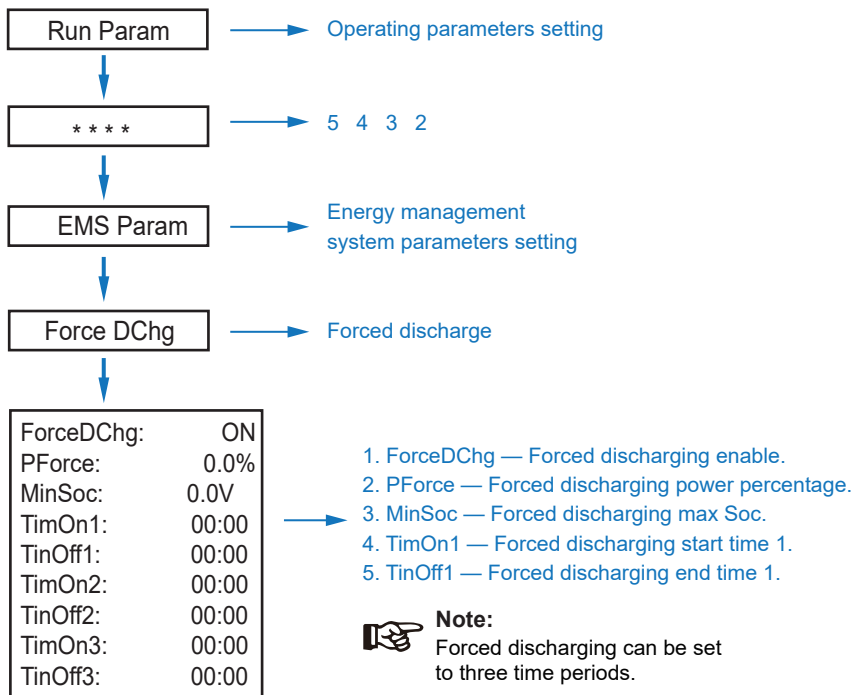 Run Param
Operating parameters setting
* * * *
5 4 3 2
EMS Param
Energy management
system parameters setting
Force DChg
Forced discharge
ForceDChg: ON
PForce: 0.0%
MinSoc: 0.0V
TimOn1: 00:00
TinOff1: 00:00
TimOn2: 00:00
TinOff2: 00:00
TimOn3: 00:00
TinOff3: 00:00
1. ForceDChg — Forced discharging enable.
2. PForce — Forced discharging power percentage.
3. MinSoc — Forced discharging max Soc.
4. TimOn1 — Forced discharging start time 1.
5. TinOff1 — Forced discharging end time 1.
Note:
Forced discharging can be set
to three time periods.